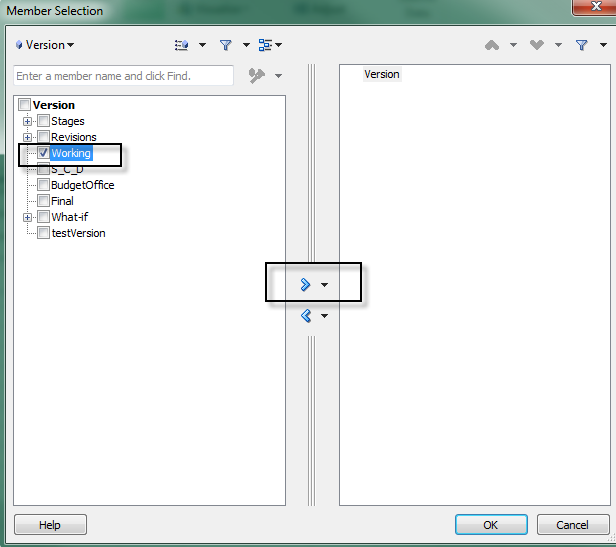 Member Selection
Version
Enter a member name and click Find.
Version
Version
Stages
Revisions
Working
S_C_D
BudgetOffice
Final
What-if
testVersion
Help
OK
Cancel